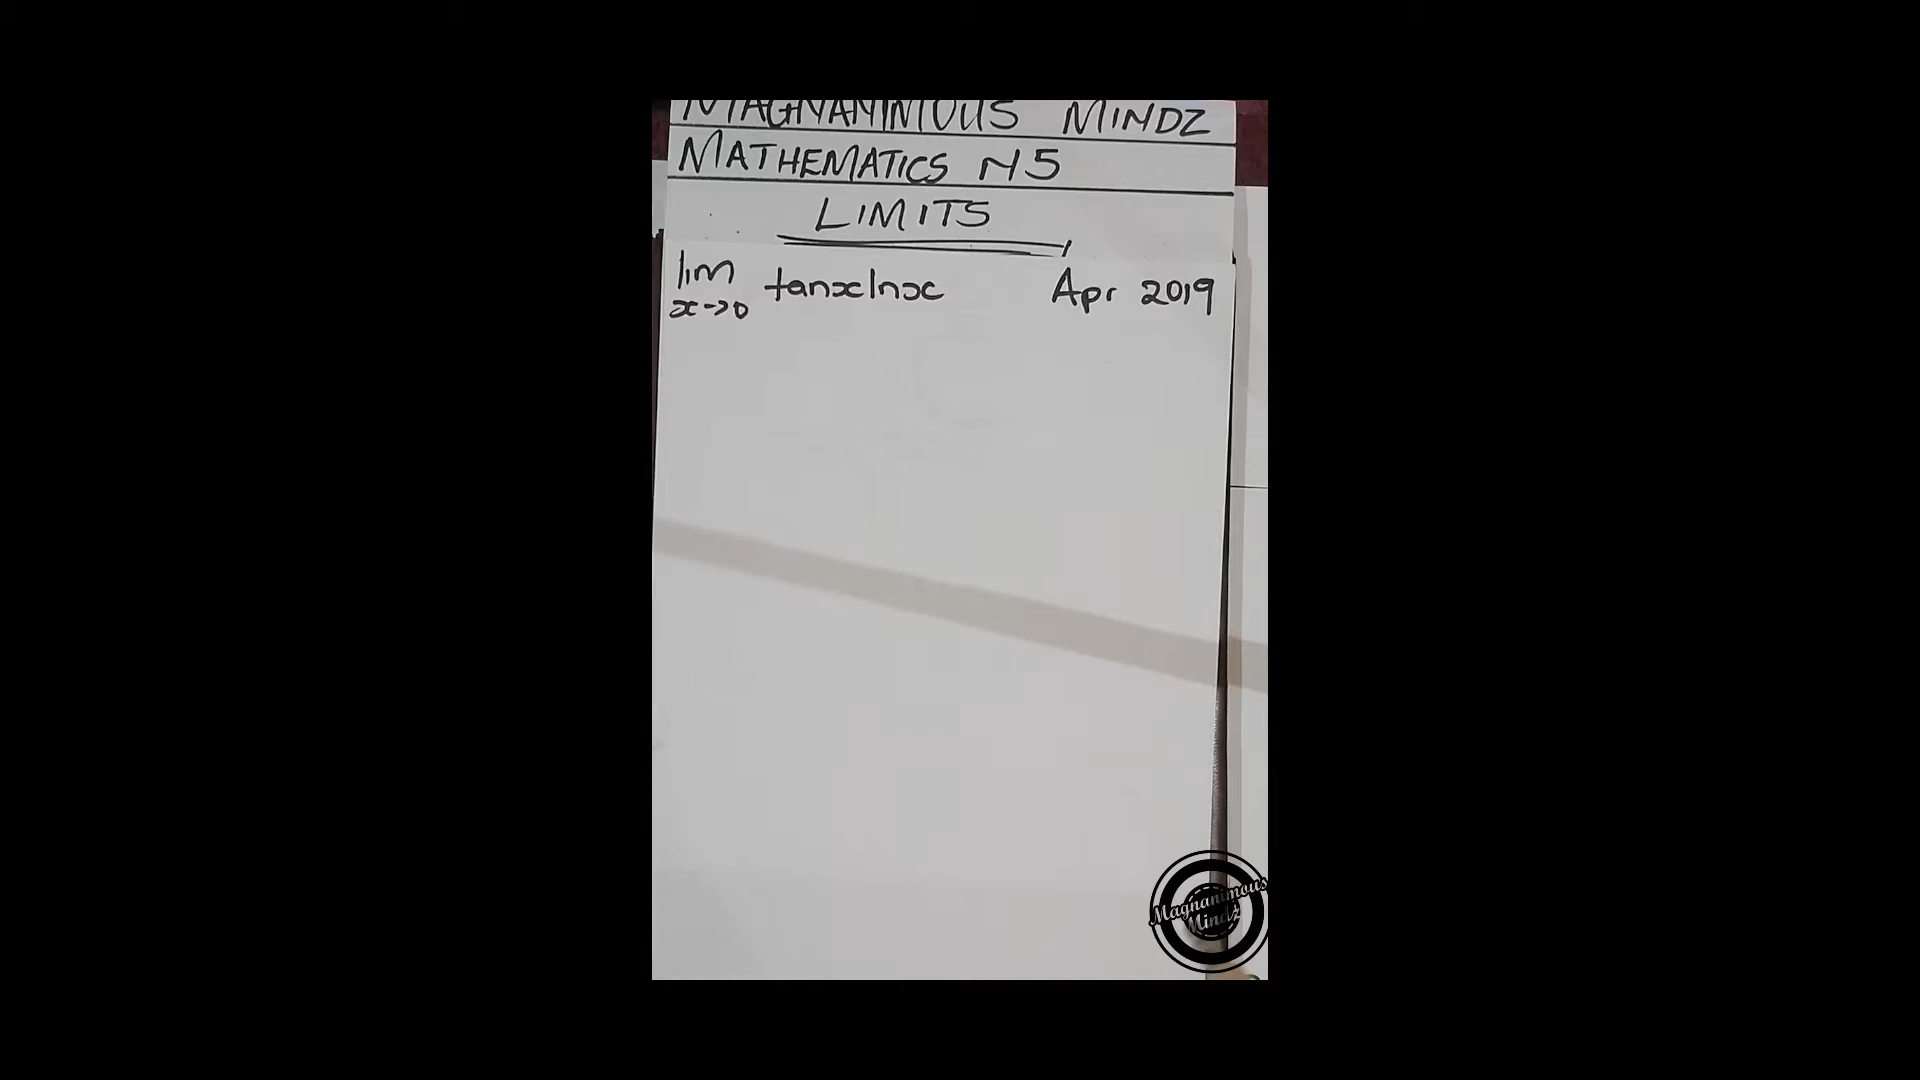 MAGNANIMOUS MINDZ
MATHEMATICS N5
LIMITS
lim tanxlnx Apr 2019
x→0
Magnanimous
Mindz